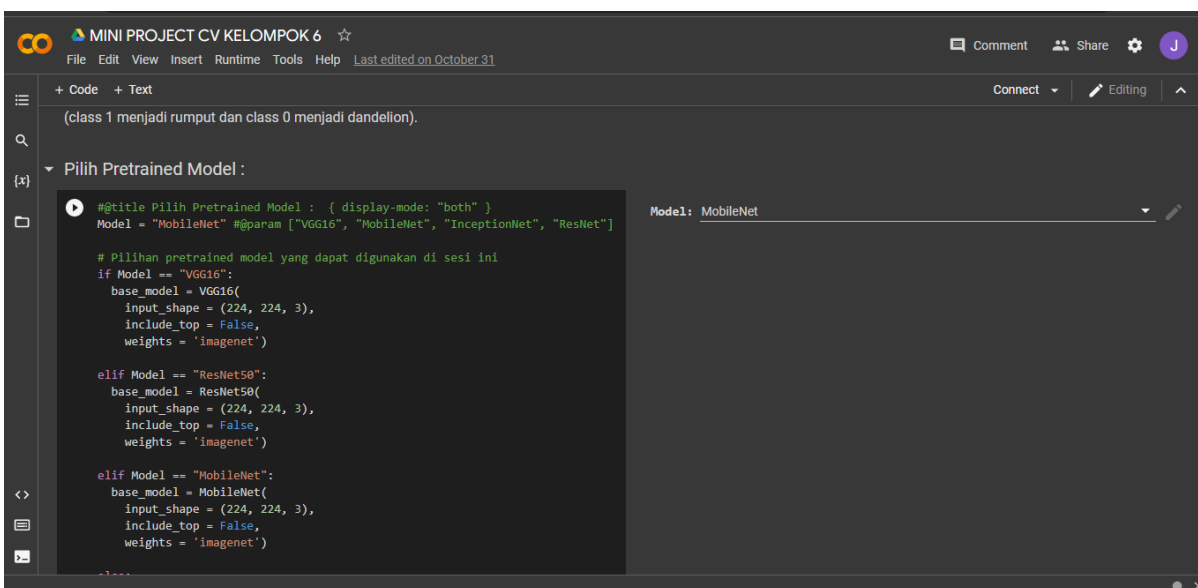 MINI PROJECT CV KELOMPOK 6
Comment Share J
File Edit View Insert Runtime Tools Help Last edited on October 31
+ Code + Text
Connect Editing
(class 1 menjadi rumput dan class 0 menjadi dandelion).
{x}
Pilih Pretrained Model :
#@title Pilih Pretrained Model :  { display-mode: "both" }
Model = "MobileNet" #@param ["VGG16", "MobileNet", "InceptionNet", "ResNet"]
Model: MobileNet
# Pilihan pretrained model yang dapat digunakan di sesi ini
if Model == "VGG16":
  base_model = VGG16(
    input_shape = (224, 224, 3),
    include_top = False,
    weights = 'imagenet')
elif Model == "ResNet50":
  base_model = ResNet50(
    input_shape = (224, 224, 3),
    include_top = False,
    weights = 'imagenet')
elif Model == "MobileNet":
  base_model = MobileNet(
    input_shape = (224, 224, 3),
    include_top = False,
    weights = 'imagenet')